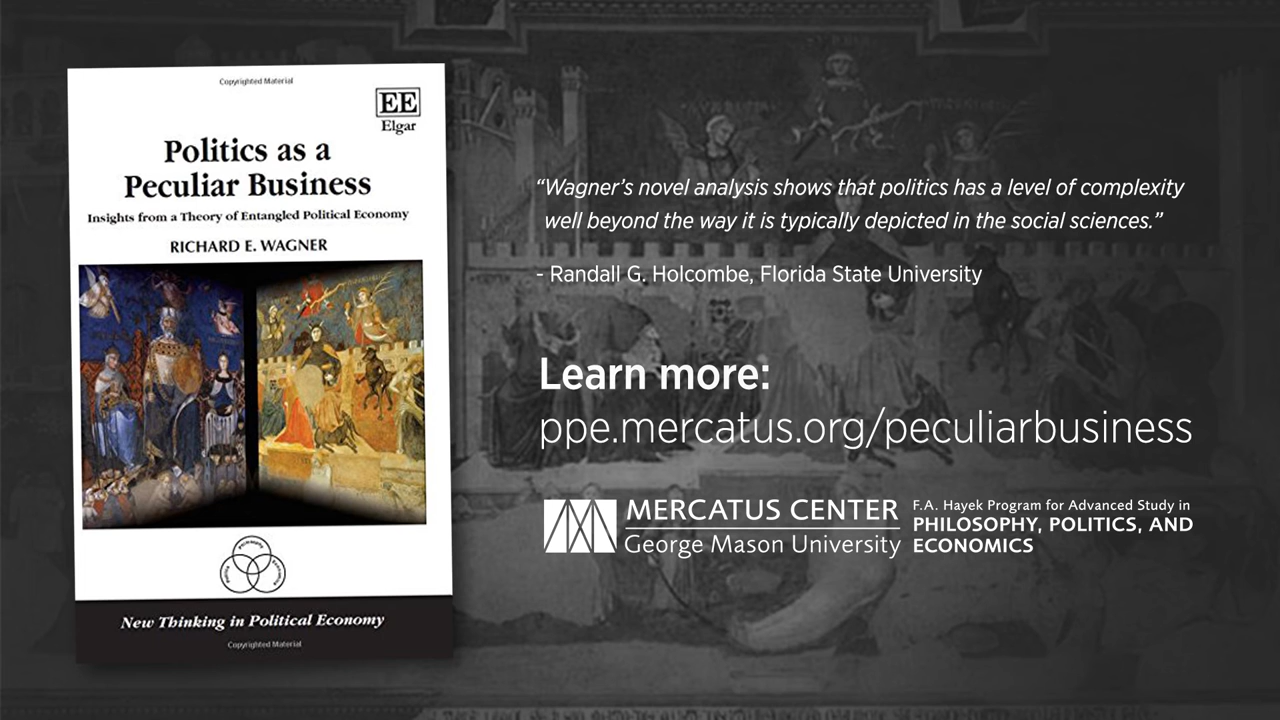 Copyrighted Material
EE
Elgar
Politics as a
Peculiar Business
Insights from a Theory of Entangled Political Economy
RICHARD E. WAGNER
New Thinking in Political Economy
Copyrighted Material
“Wagner’s novel analysis shows that politics has a level of complexity
well beyond the way it is typically depicted in the social sciences.”
- Randall G. Holcombe, Florida State University
Learn more:
ppe.mercatus.org/peculiarbusiness
MERCATUS CENTER
George Mason University
F.A. Hayek Program for Advanced Study in
PHILOSOPHY, POLITICS, AND
ECONOMICS